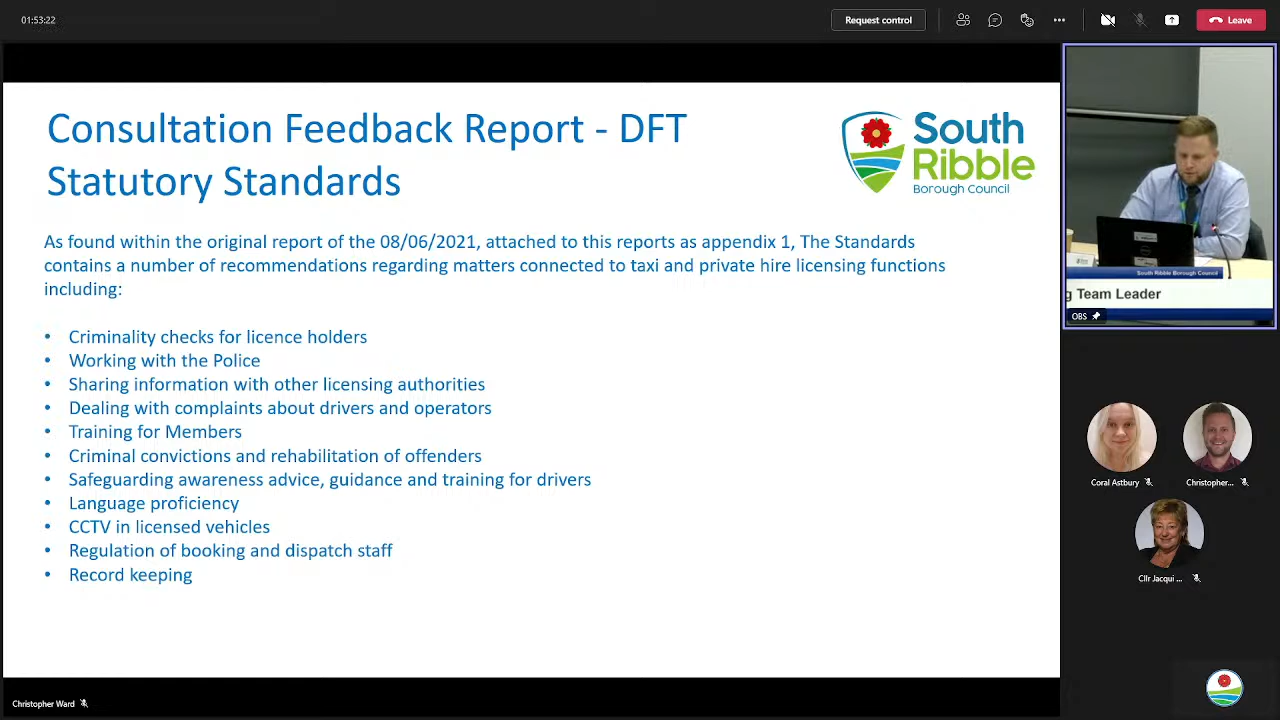 01:53:22
Request control
Leave
Consultation Feedback Report - DFT
Statutory Standards
South
Ribble
Borough Council
As found within the original report of the 08/06/2021, attached to this reports as appendix 1, The Standards
contains a number of recommendations regarding matters connected to taxi and private hire licensing functions
including:
• Criminality checks for licence holders
• Working with the Police
• Sharing information with other licensing authorities
• Dealing with complaints about drivers and operators
• Training for Members
• Criminal convictions and rehabilitation of offenders
• Safeguarding awareness advice, guidance and training for drivers
• Language proficiency
• CCTV in licensed vehicles
• Regulation of booking and dispatch staff
• Record keeping
South Ribble Borough Council
g Team Leader
OBS
Coral Astbury
Christopher...
Cllr Jacqui ...
Christopher Ward